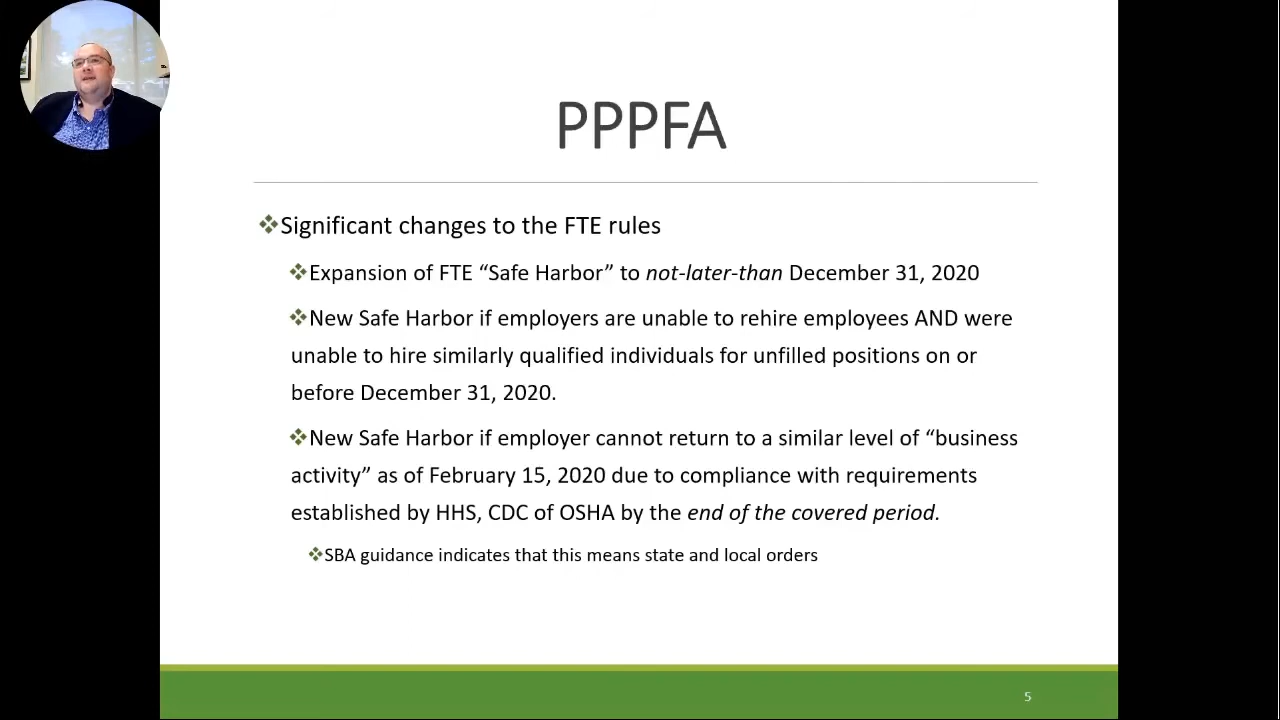 PPPFA
Significant changes to the FTE rules
Expansion of FTE “Safe Harbor” to not-later-than December 31, 2020
New Safe Harbor if employers are unable to rehire employees AND were
unable to hire similarly qualified individuals for unfilled positions on or
before December 31, 2020.
New Safe Harbor if employer cannot return to a similar level of “business
activity” as of February 15, 2020 due to compliance with requirements
established by HHS, CDC of OSHA by the end of the covered period.
SBA guidance indicates that this means state and local orders
5